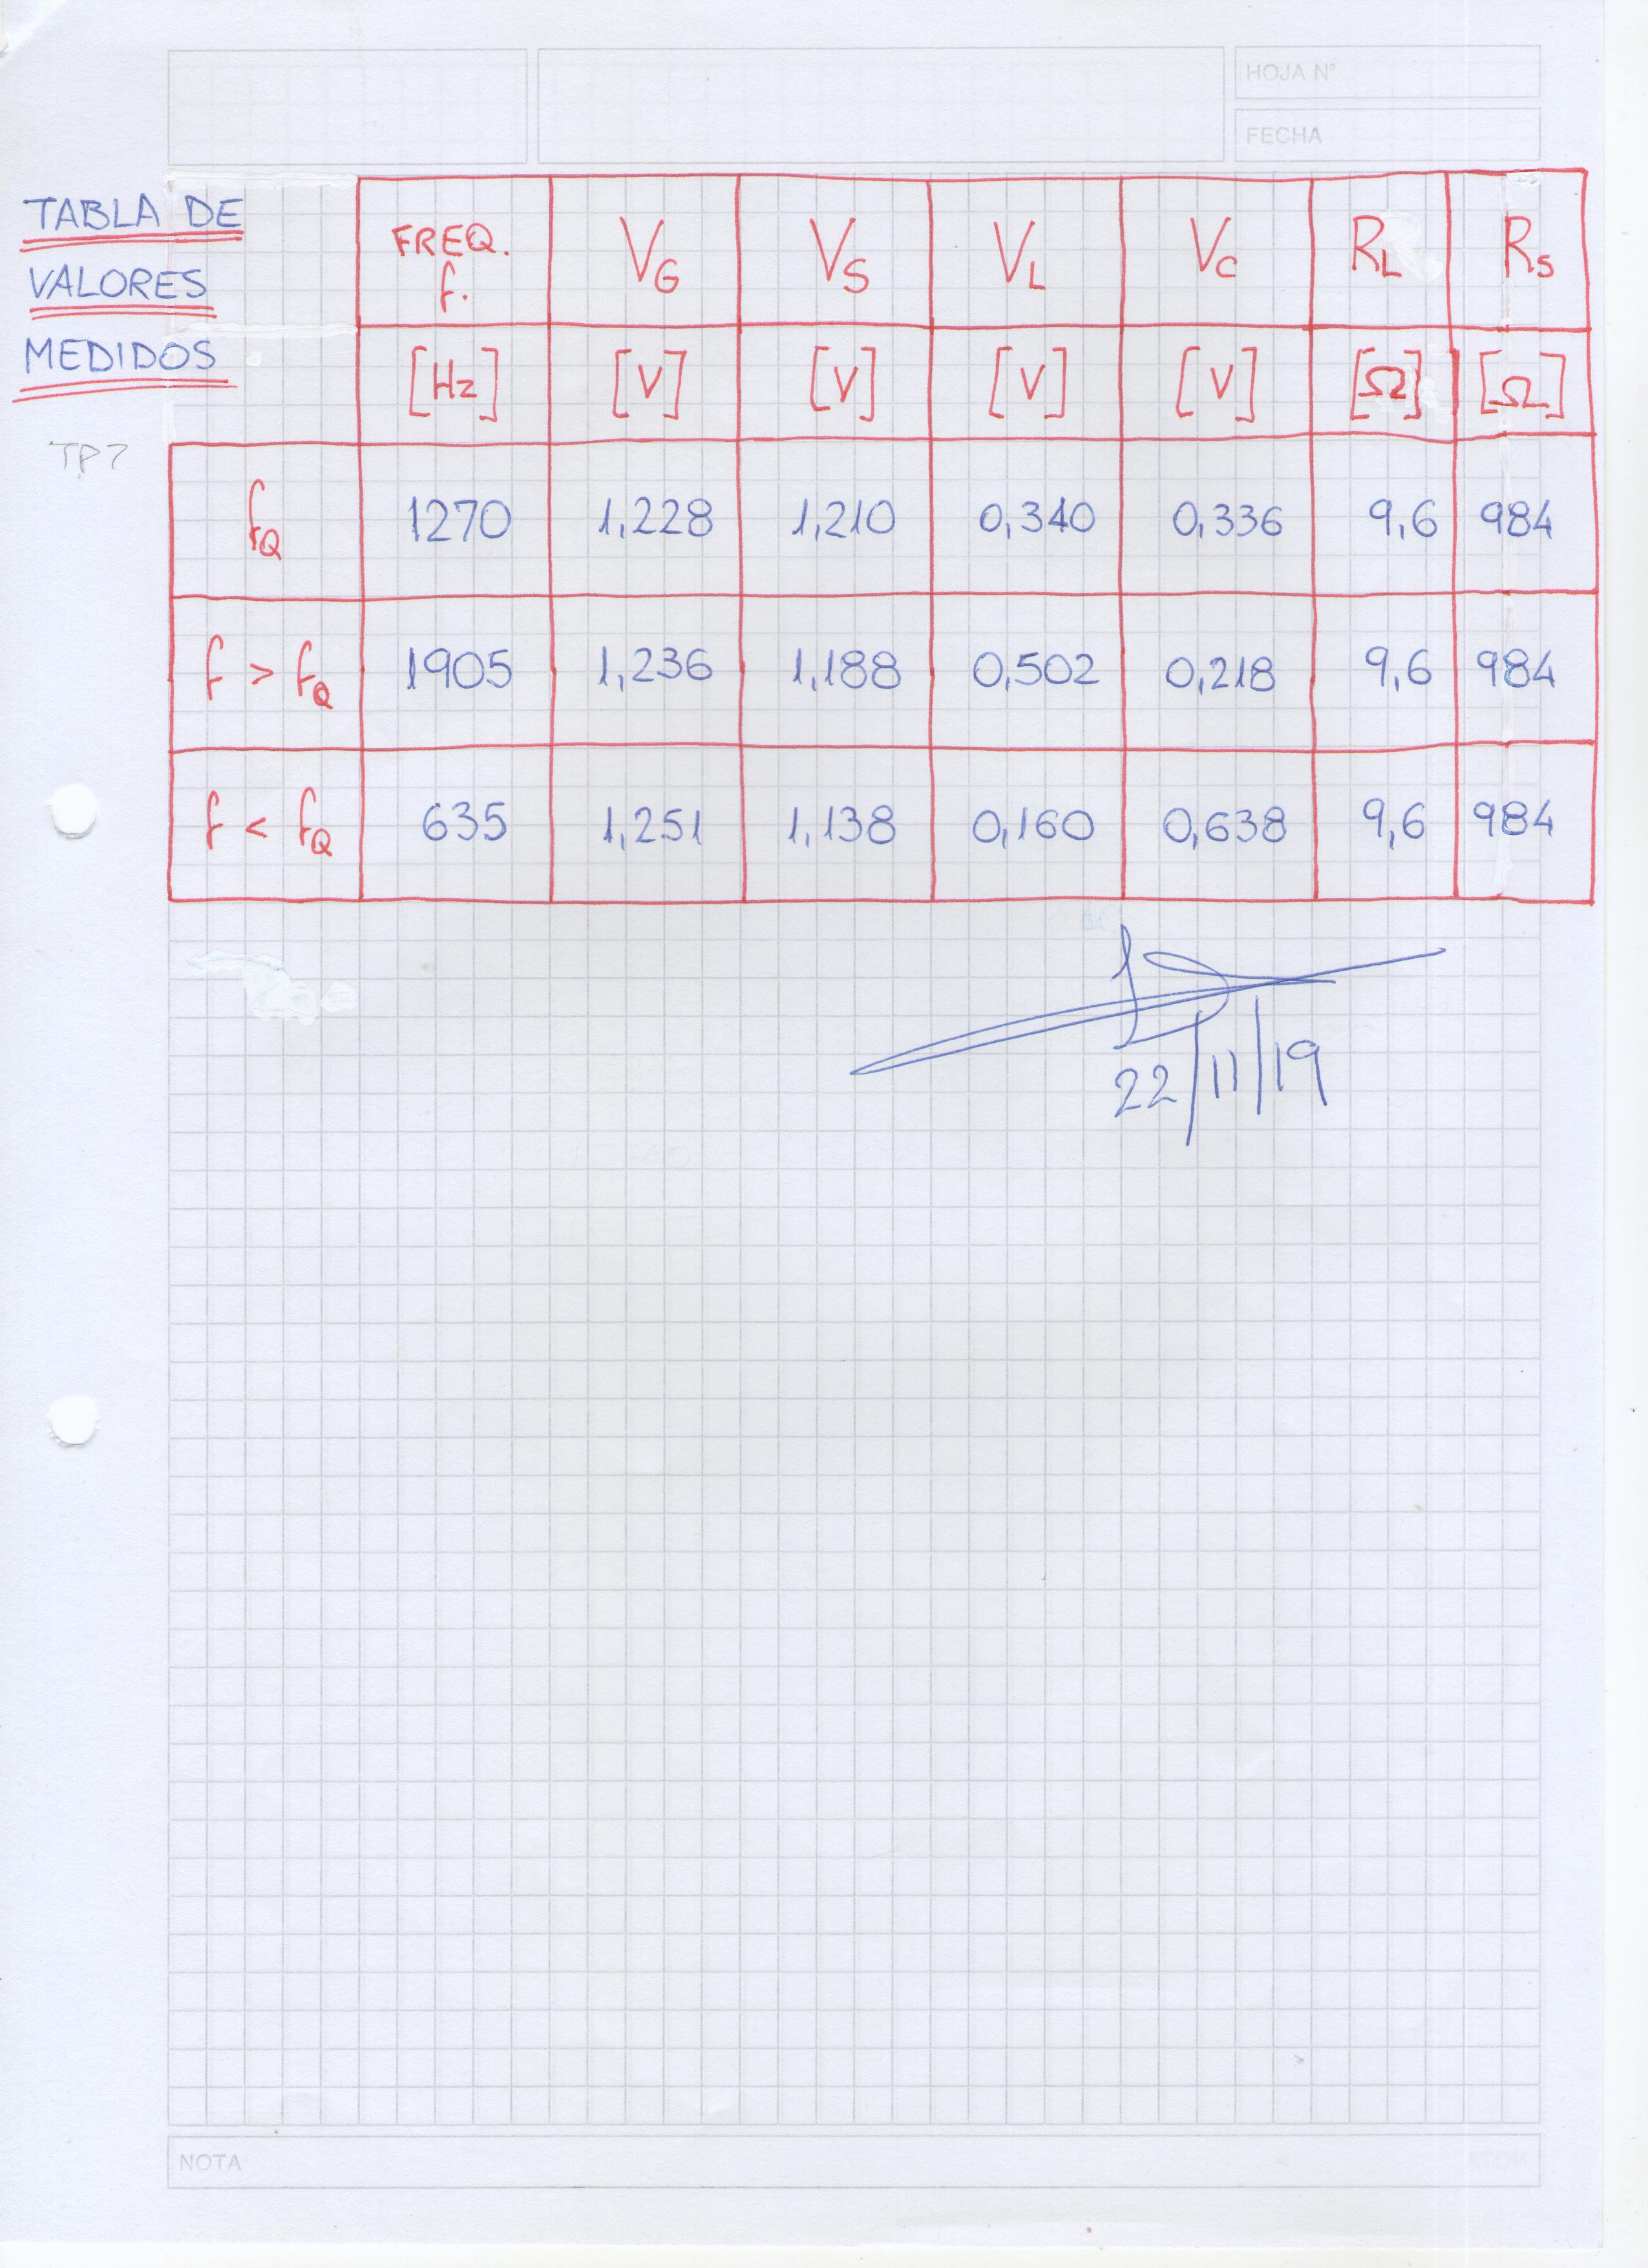 HOJA N°
FECHA
TABLA DE
VALORES
MEDIDOS
TP7
FREQ. f. V_G V_S V_L V_C R_L R_S
[Hz] [V] [V] [V] [V] [Ω] [Ω]
f_Q 1270 1,228 1,210 0,340 0,336 9,6 984
f > f_Q 1905 1,236 1,188 0,502 0,218 9,6 984
f < f_Q 635 1,251 1,138 0,160 0,638 9,6 984
22/11/19
NOTA